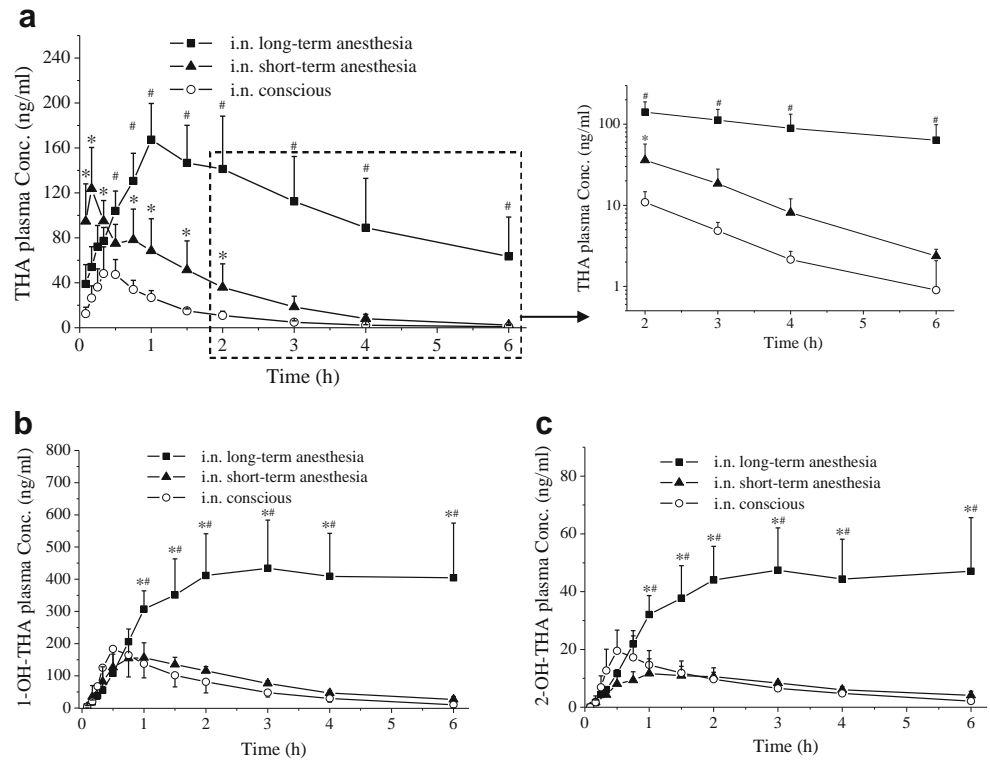 a
i.n. long-term anesthesia
i.n. short-term anesthesia
i.n. conscious
THA plasma Conc. (ng/ml)
240
200
160
120
80
40
0
# # # # # # # # #
* * * * * * *
0 1 2 3 4 5 6
Time (h)
THA plasma Conc. (ng/ml)
100
10
1
# # # #
*
2 3 4 6
Time (h)
b
i.n. long-term anesthesia
i.n. short-term anesthesia
i.n. conscious
1-OH-THA plasma Conc. (ng/ml)
800
700
600
500
400
300
200
100
0
*# *# *# *# *# *#
0 1 2 3 4 5 6
Time (h)
c
i.n. long-term anesthesia
i.n. short-term anesthesia
i.n. conscious
2-OH-THA plasma Conc. (ng/ml)
80
60
40
20
0
*# *# *# *# *# *#
0 1 2 3 4 5 6
Time (h)